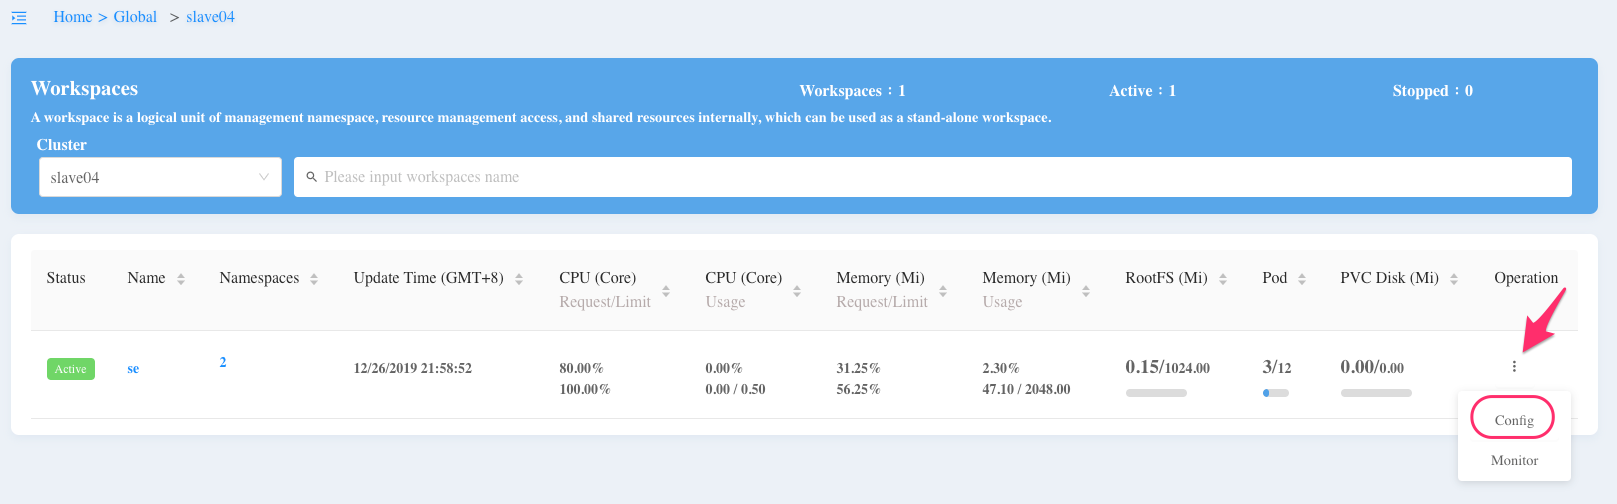 Home > Global > slave04
Workspaces
Workspaces : 1
Active : 1
Stopped : 0
A workspace is a logical unit of management namespace, resource management access, and shared resources internally, which can be used as a stand-alone workspace.
Cluster
slave04
Please input workspaces name
Status
Name
Namespaces
Update Time (GMT+8)
CPU (Core)
Request/Limit
CPU (Core)
Usage
Memory (Mi)
Request/Limit
Memory (Mi)
Usage
RootFS (Mi)
Pod
PVC Disk (Mi)
Operation
Active
se
2
12/26/2019 21:58:52
80.00%
100.00%
0.00%
0.00 / 0.50
31.25%
56.25%
2.30%
47.10 / 2048.00
0.15/1024.00
3/12
0.00/0.00
Config
Monitor